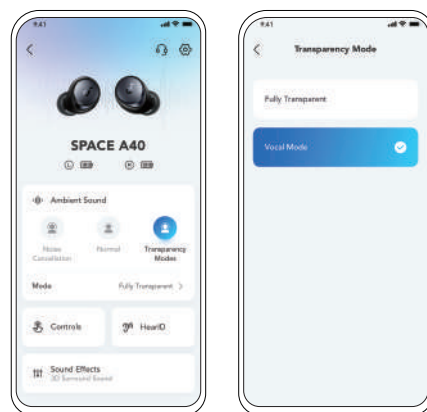 9:41
SPACE A40
L
R
Ambient Sound
Noise Cancellation
Normal
Transparency Modes
Mode
Fully Transparent >
Controls
HearID
Sound Effects
3D Surround Sound
9:41
Transparency Mode
Fully Transparent
Vocal Mode